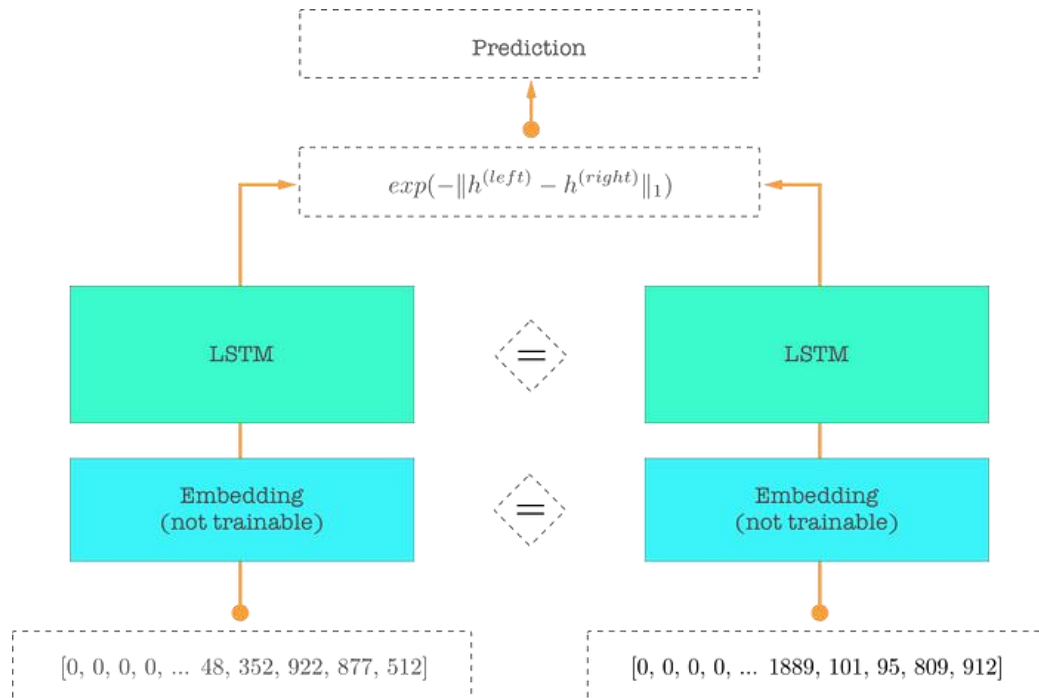 Prediction
exp(-‖h^{(left)} - h^{(right)}‖_1)
LSTM
=
LSTM
Embedding
(not trainable)
=
Embedding
(not trainable)
[0, 0, 0, 0, ... 48, 352, 922, 877, 512]
[0, 0, 0, 0, ... 1889, 101, 95, 809, 912]